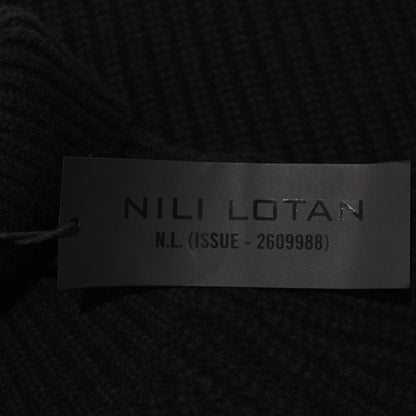 NILI LOTAN
N.L. (ISSUE - 2609988)